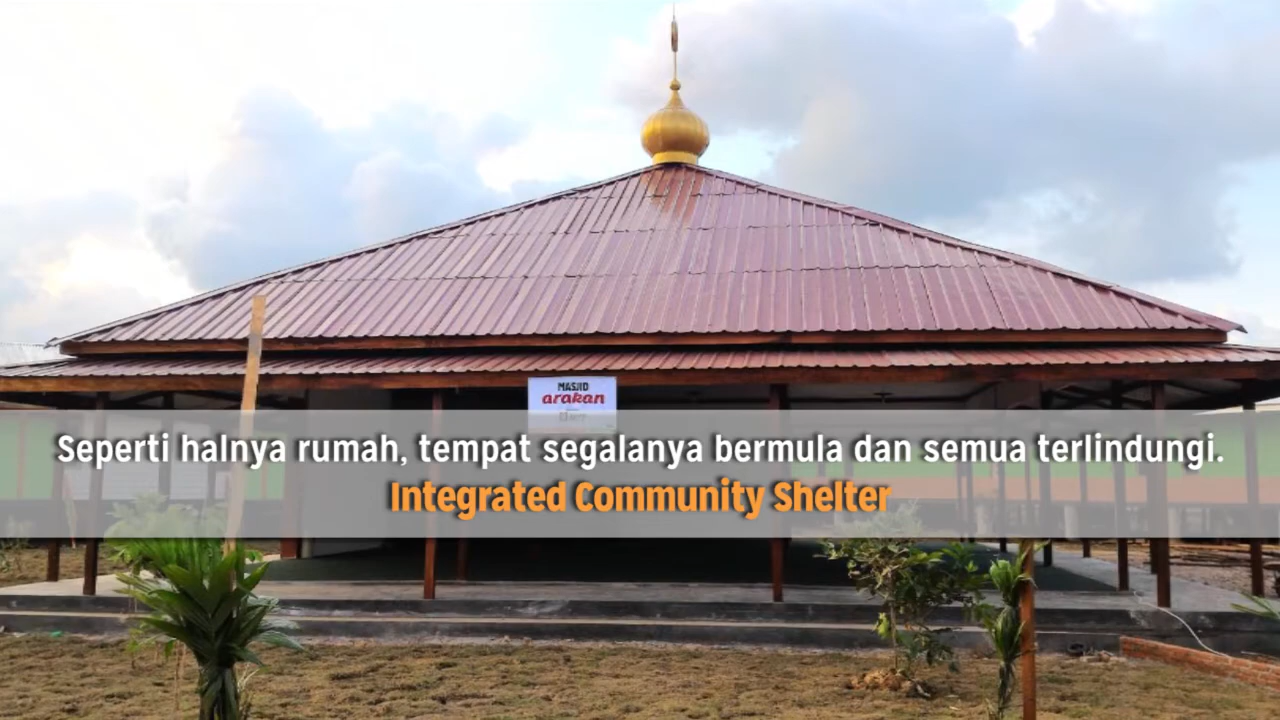 MASJID
arakan
Seperti halnya rumah, tempat segalanya bermula dan semua terlindungi.
Integrated Community Shelter